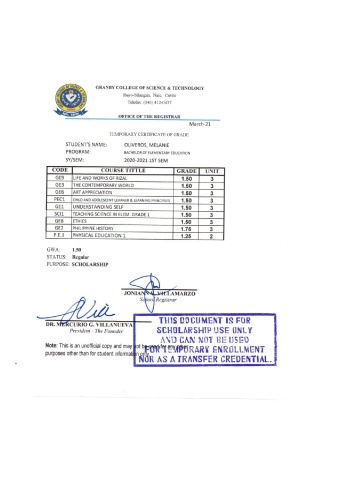 GRANBY COLLEGE OF SCIENCE & TECHNOLOGY
Ibayo-Silangan, Naic, Cavite
Telefax: (046) 412-0437
OFFICE OF THE REGISTRAR
March-21
TEMPORARY CERTIFICATE OF GRADE
STUDENT'S NAME: OLIVEROS, MELANIE
PROGRAM: BACHELOR OF ELEMENTARY EDUCATION
SY/SEM: 2020-2021 1ST SEM
CODE COURSE TITTLE GRADE UNIT
GE9 LIFE AND WORKS OF RIZAL 1.50 3
GE3 THE CONTEMPORARY WORLD 1.50 3
GE6 ART APPRECIATION 1.50 3
PEC1 CHILD AND ADOLESCENT LEARNER & LEARNING PRINCIPLES 1.50 3
GE1 UNDERSTANDING SELF 1.50 3
SCI1 TEACHING SCIENCE IN ELEM. GRADE 1 1.50 3
GE8 ETHICS 1.50 3
GE2 PHILIPPINE HISTORY 1.75 3
P.E.1 PHYSICAL EDUCATION 1 1.25 2
GWA: 1.50
STATUS: Regular
PURPOSE: SCHOLARSHIP
VILLAMARZO
School Registrar
DR. MERCURIO G. VILLANUEVA
President - The Founder
THIS DOCUMENT IS FOR
SCHOLARSHIP USE ONLY
AND CAN NOT BE USED
FOR TEMPORARY ENROLLMENT
NOR AS A TRANSFER CREDENTIAL.
Note: This is an unofficial copy and may not be used for any other
purposes other than for student information only.